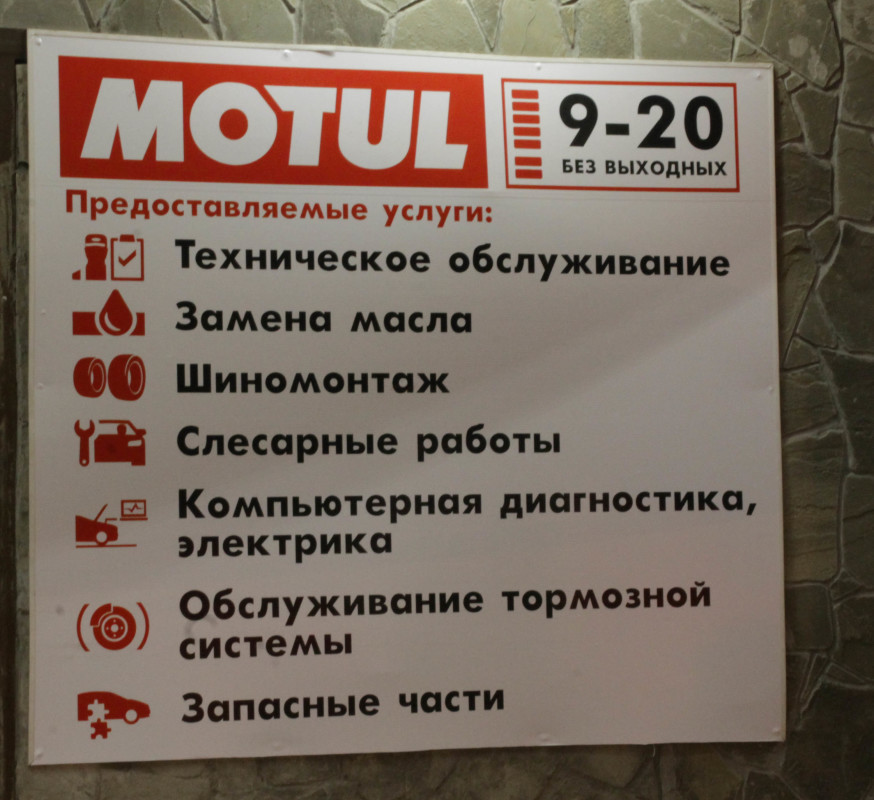 MOTUL
9-20
БЕЗ ВЫХОДНЫХ
Предоставляемые услуги:
Техническое обслуживание
Замена масла
Шиномонтаж
Слесарные работы
Компьютерная диагностика,
электрика
Обслуживание тормозной
системы
Запасные части